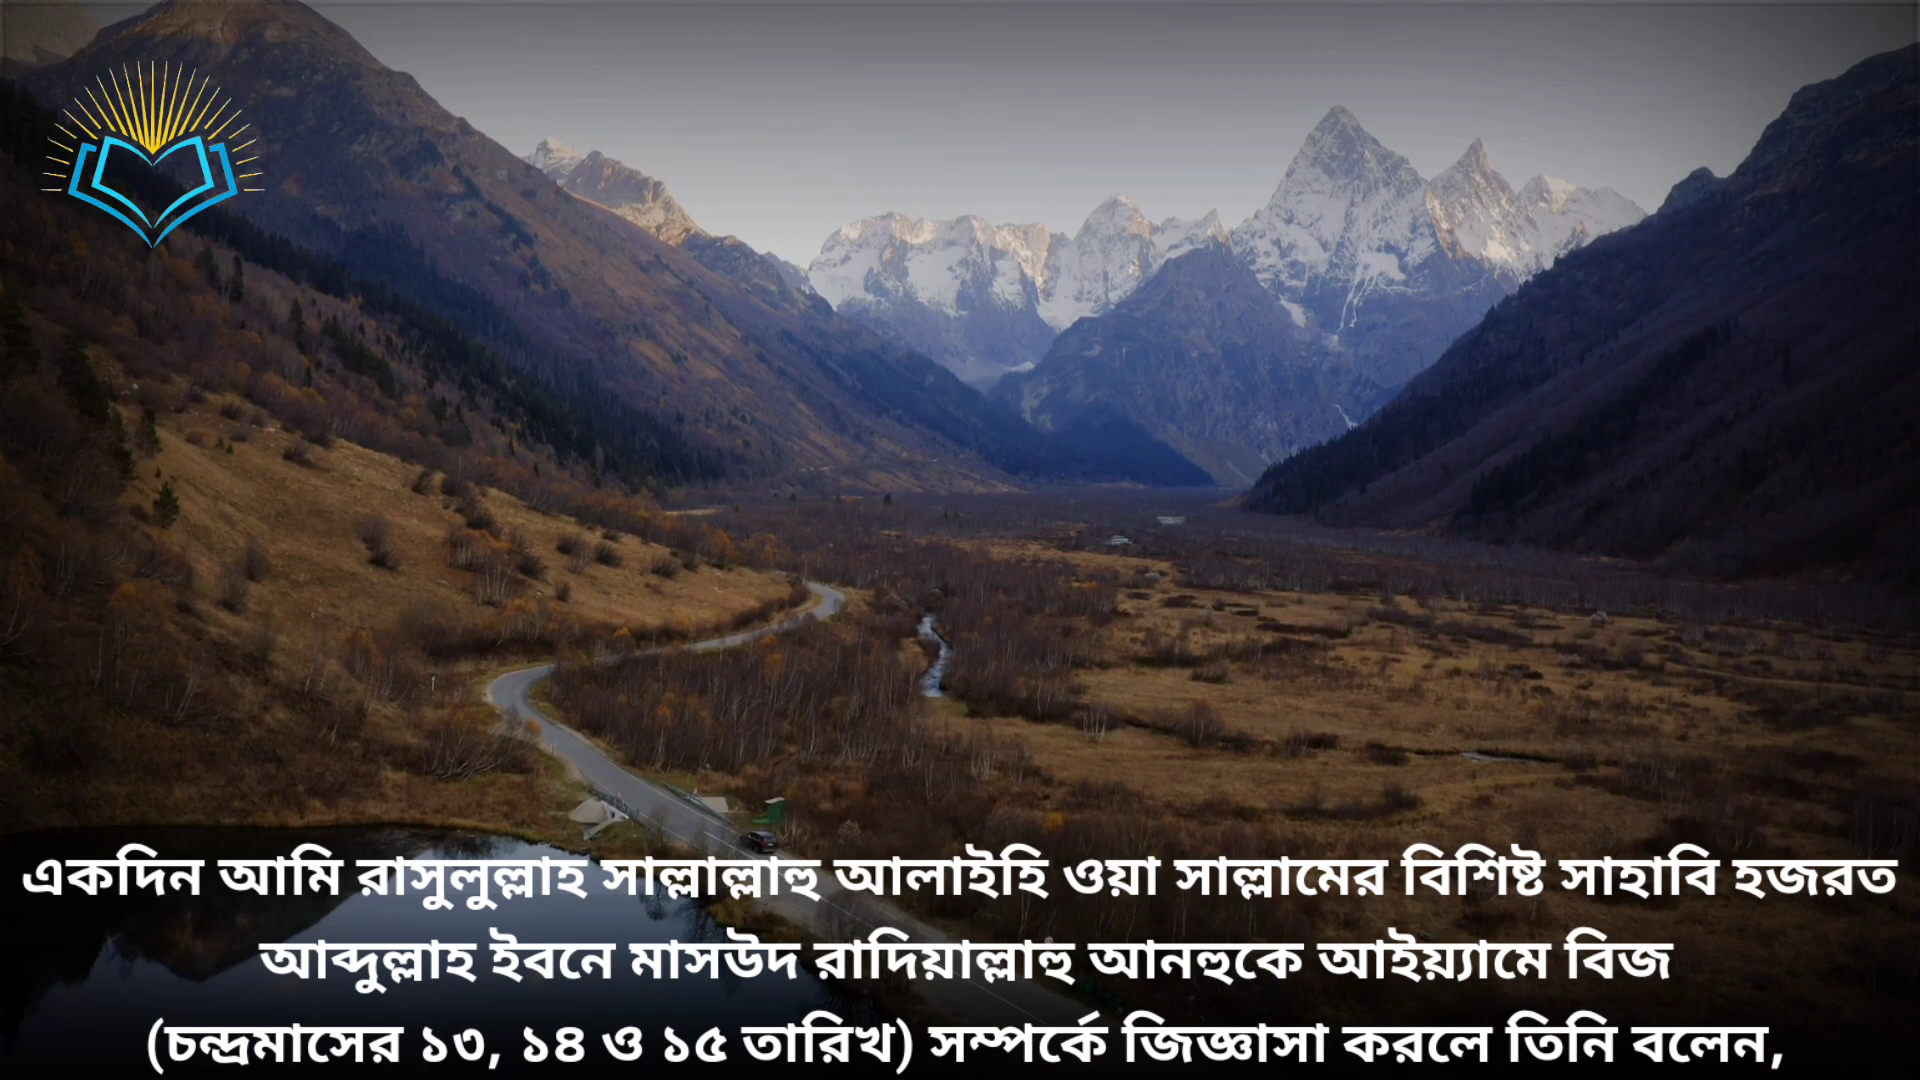 একদিন আমি রাসুলুল্লাহ সাল্লাল্লাহু আলাইহি ওয়া সাল্লামের বিশিষ্ট সাহাবি হজরত
আব্দুল্লাহ ইবনে মাসউদ রাদিয়াল্লাহু আনহুকে আইয়্যামে বিজ
(চন্দ্রমাসের ১৩, ১৪ ও ১৫ তারিখ) সম্পর্কে জিজ্ঞাসা করলে তিনি বলেন,